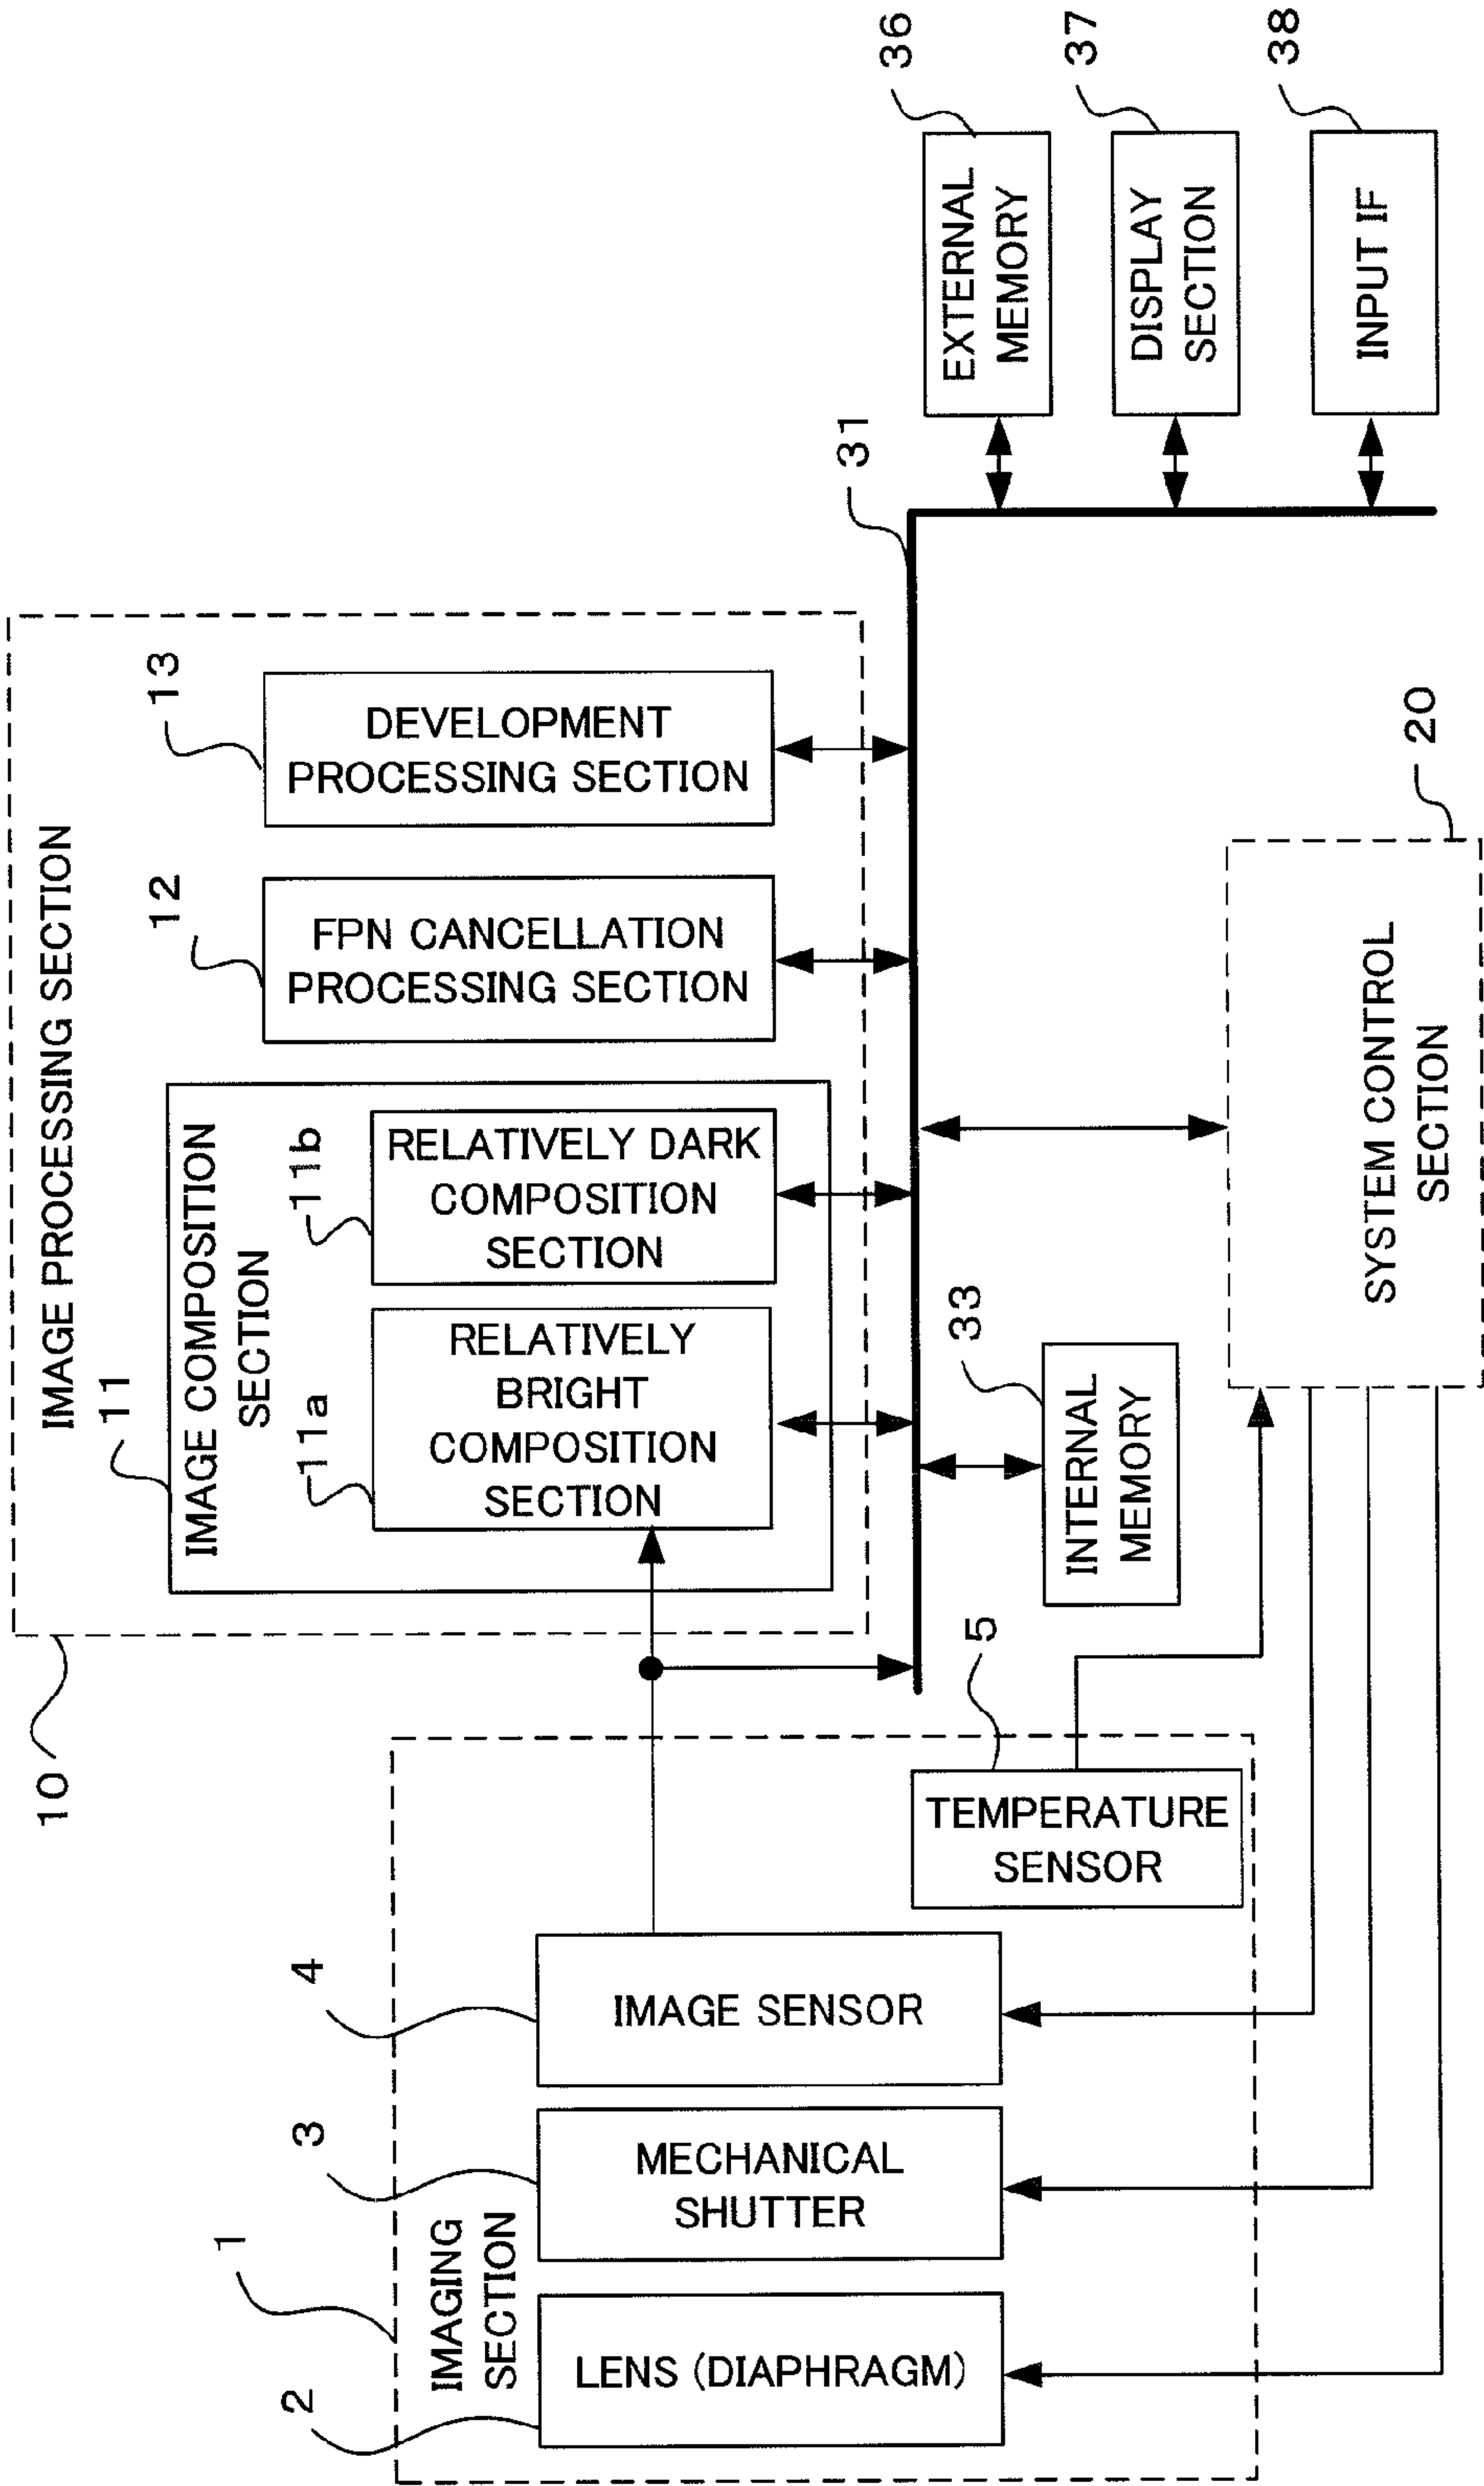 10
IMAGE PROCESSING SECTION
11
IMAGE COMPOSITION
SECTION
11a
RELATIVELY
BRIGHT
COMPOSITION
SECTION
11b
RELATIVELY DARK
COMPOSITION
SECTION
12
FPN CANCELLATION
PROCESSING SECTION
13
DEVELOPMENT
PROCESSING SECTION
1
IMAGING
SECTION
2
LENS (DIAPHRAGM)
3
MECHANICAL
SHUTTER
4
IMAGE SENSOR
5
TEMPERATURE
SENSOR
33
INTERNAL
MEMORY
31
36
EXTERNAL
MEMORY
37
DISPLAY
SECTION
38
INPUT IF
20
SYSTEM CONTROL
SECTION